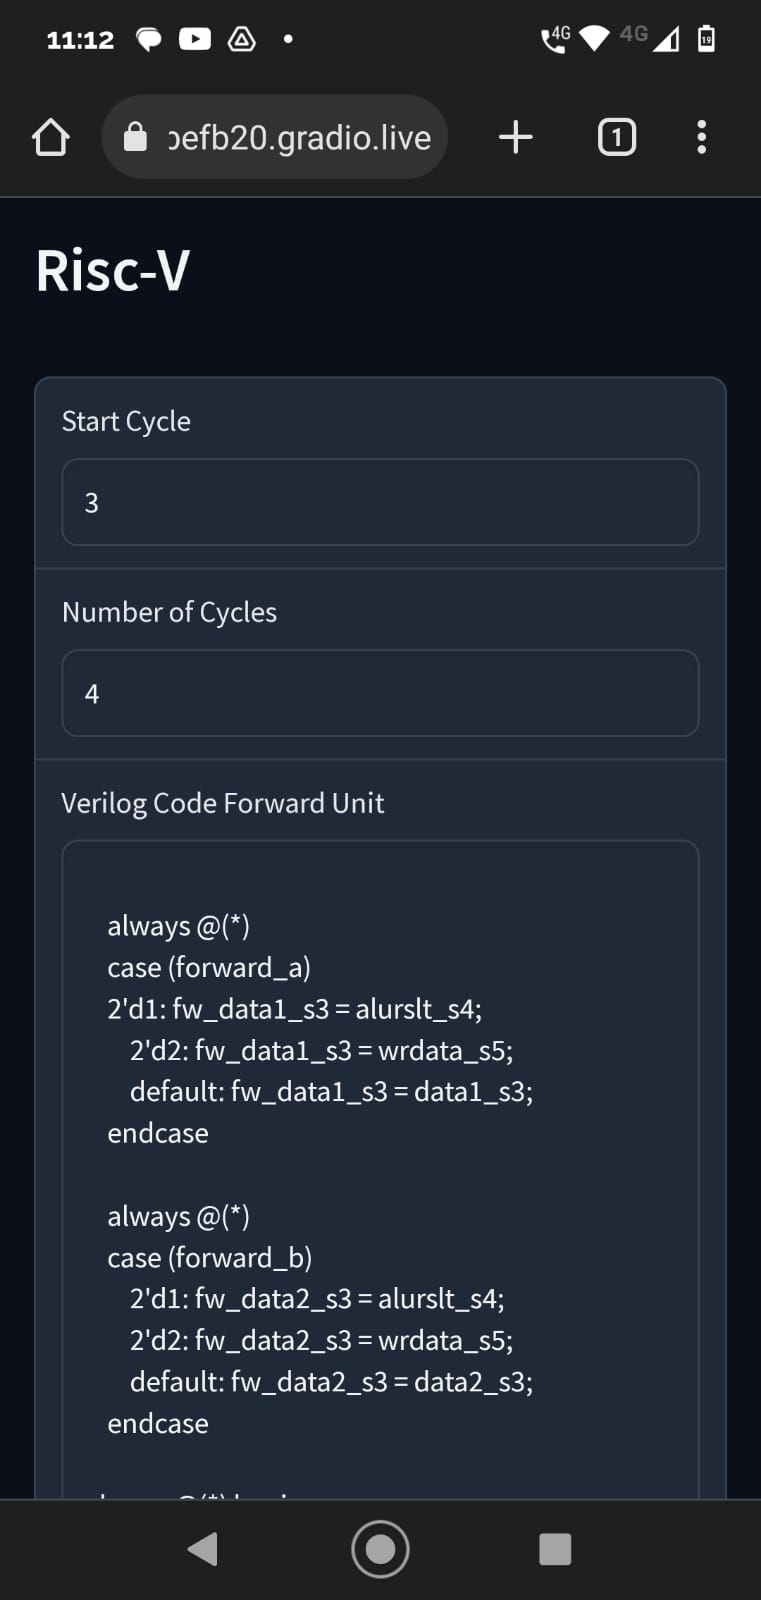 11:12
4G
4G
19
oefb20.gradio.live
1
Risc-V
Start Cycle
3
Number of Cycles
4
Verilog Code Forward Unit
always @(*)
case (forward_a)
2'd1: fw_data1_s3 = alurslt_s4;
2'd2: fw_data1_s3 = wrdata_s5;
default: fw_data1_s3 = data1_s3;
endcase
always @(*)
case (forward_b)
2'd1: fw_data2_s3 = alurslt_s4;
2'd2: fw_data2_s3 = wrdata_s5;
default: fw_data2_s3 = data2_s3;
endcase